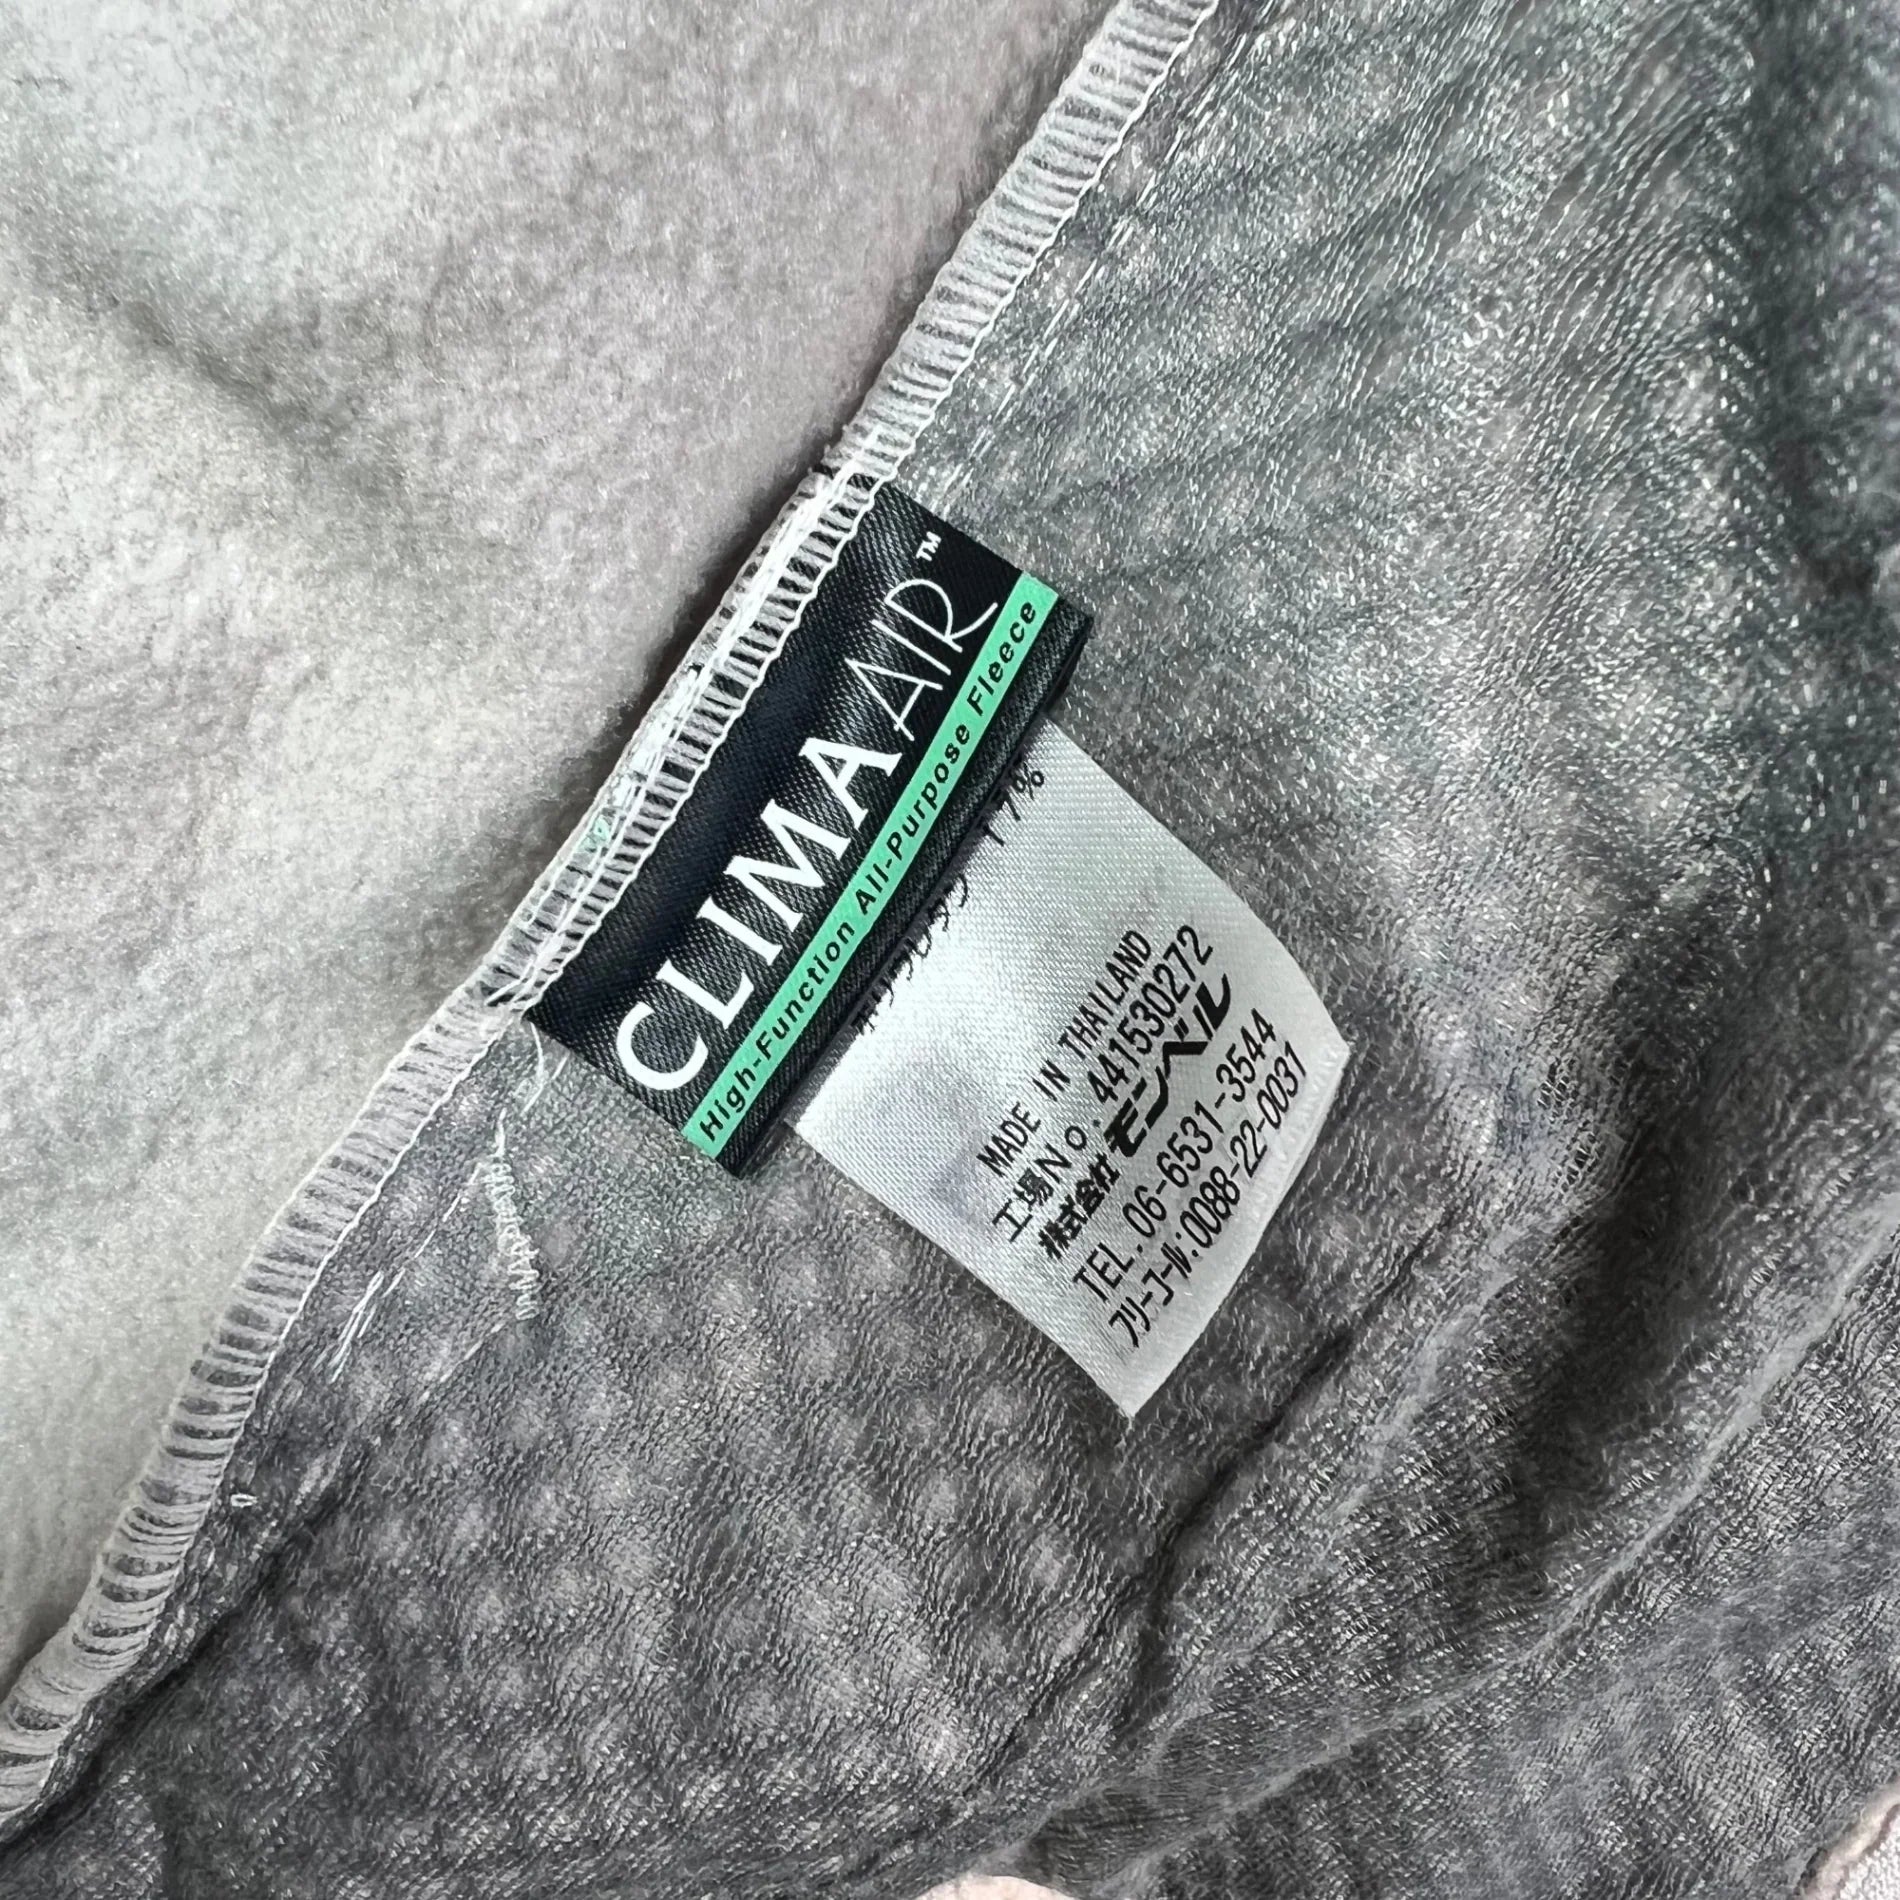 CLIMAAIR™
High-Function All-Purpose Fleece
17%
MADE IN THAILAND
工場No.441530272
株式会社モンベル
TEL.06-6531-3544
フリーコール:0088-22-0031